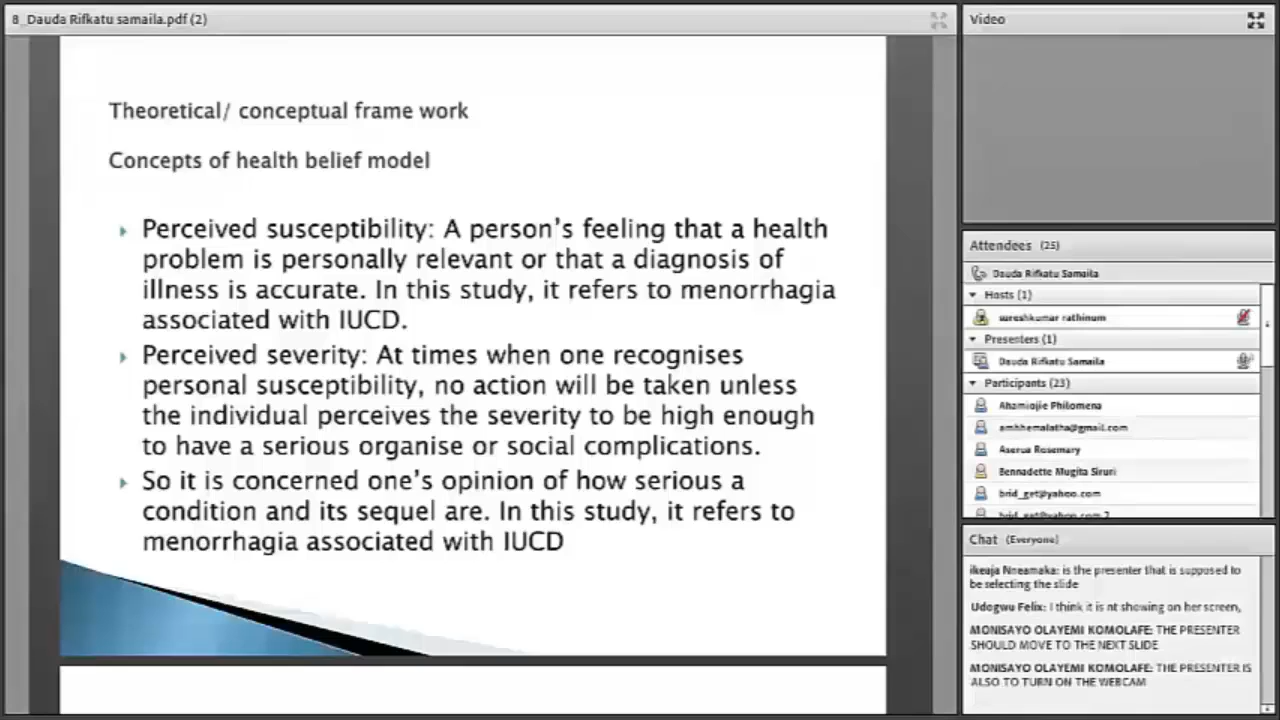 8_Dauda Rifkatu samaila.pdf (2)
Theoretical/ conceptual frame work
Concepts of health belief model
Perceived susceptibility: A person's feeling that a health
problem is personally relevant or that a diagnosis of
illness is accurate. In this study, it refers to menorrhagia
associated with IUCD.
Perceived severity: At times when one recognises
personal susceptibility, no action will be taken unless
the individual perceives the severity to be high enough
to have a serious organise or social complications.
So it is concerned one's opinion of how serious a
condition and its sequel are. In this study, it refers to
menorrhagia associated with IUCD
Video
Attendees (25)
Dauda Rifkatu Samaila
Hosts (1)
sureshkumar rathinum
Presenters (1)
Dauda Rifkatu Samaila
Participants (23)
Ahamiojie Philomena
amhhemalatha@gmail.com
Aserua Rosemary
Bennadette Mugita Siruri
brid_get@yahoo.com
brid_get@yahoo.com 2
Chat (Everyone)
ikeaja Nneamaka: is the presenter that is supposed to
be selecting the slide
Udogwu Felix: I think it is nt showing on her screen,
MONISAYO OLAYEMI KOMOLAFE: THE PRESENTER
SHOULD MOVE TO THE NEXT SLIDE
MONISAYO OLAYEMI KOMOLAFE: THE PRESENTER IS
ALSO TO TURN ON THE WEBCAM